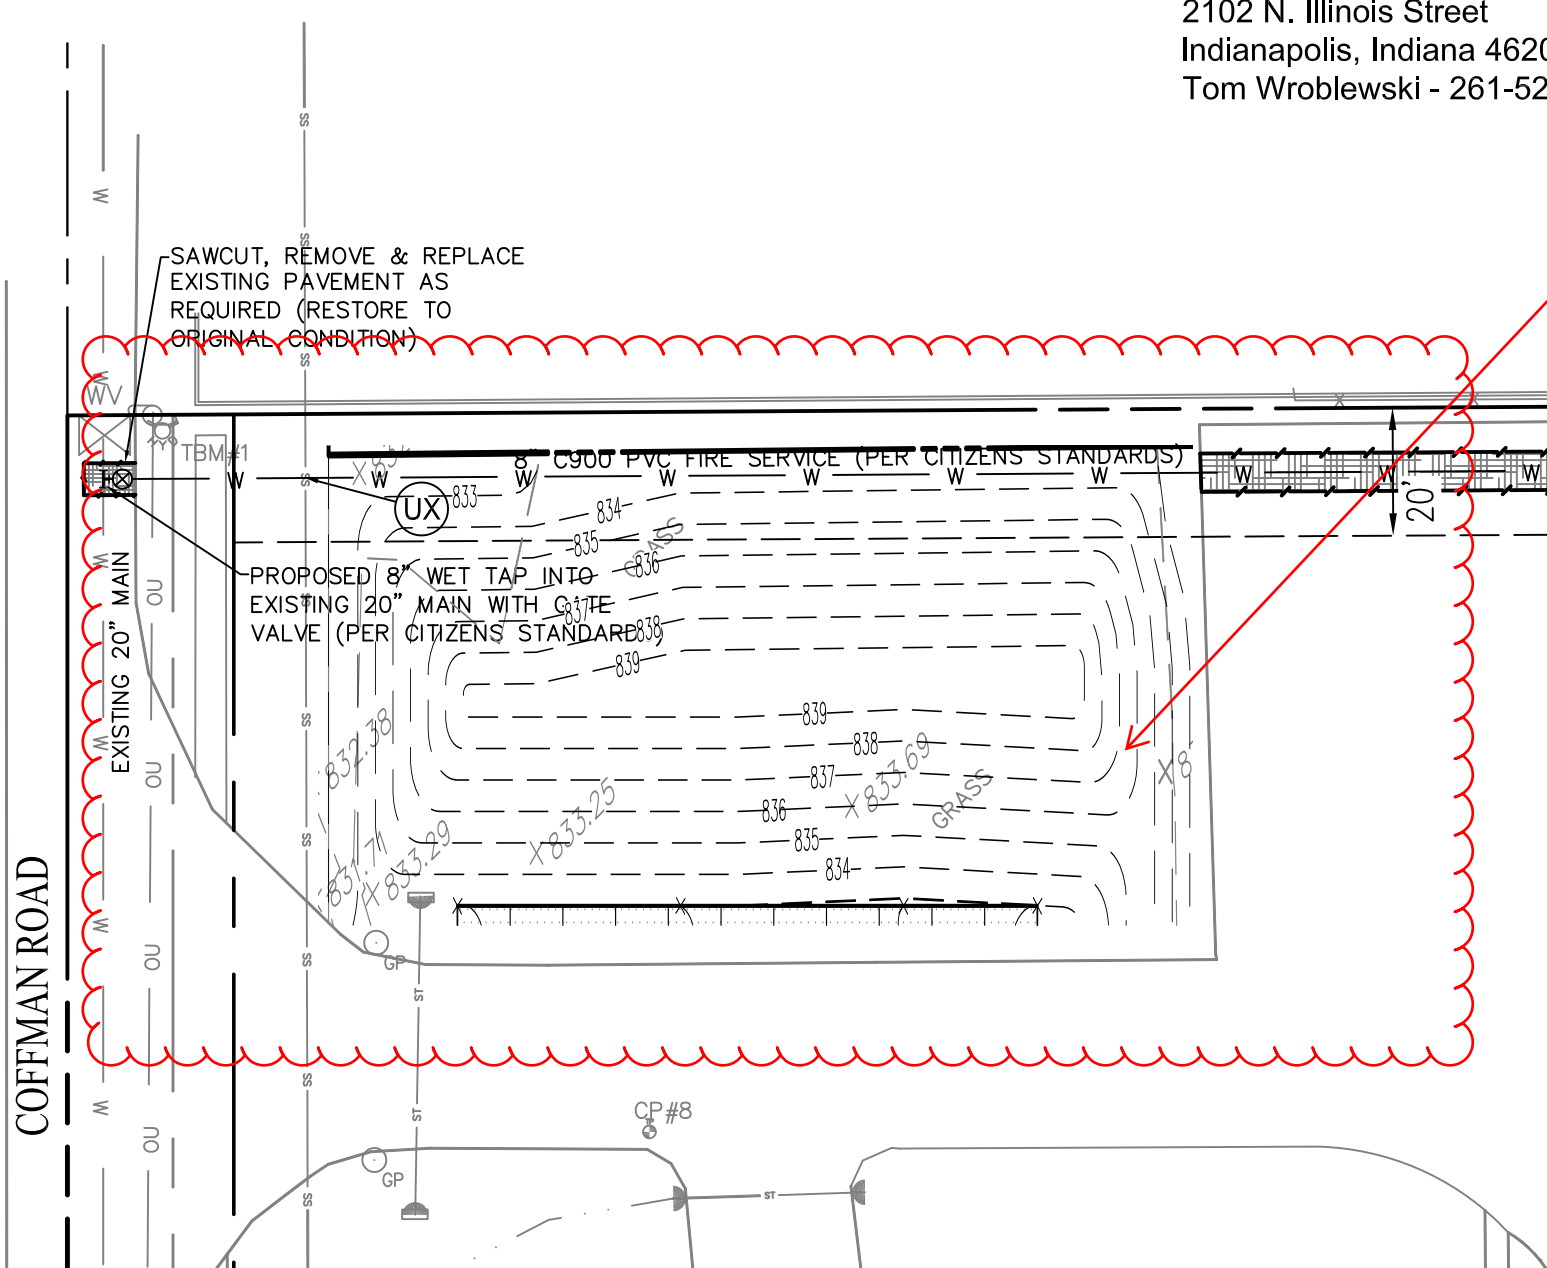 2102 N. Illinois Street
Indianapolis, Indiana 4620
Tom Wroblewski - 261-52
SS
W
SS
SAWCUT, REMOVE & REPLACE
EXISTING PAVEMENT AS
REQUIRED (RESTORE TO
ORIGINAL CONDITION)
SS
W
WV
TBM #1
8" C900 PVC FIRE SERVICE (PER CITIZENS STANDARDS)
W
W
W
W
W
W
W
W
W
W
SS
X
833
UX
834
20'
835
GRASS
836
PROPOSED 8" WET TAP INTO
EXISTING 20" MAIN WITH GATE
VALVE (PER CITIZENS STANDARD
837
838
839
W
OU
EXISTING 20" MAIN
839
SS
838
W
OU
832.38
837
X 833.69
X 8
GRASS
836
X 833.25
835
SS
834
831.71
X 833.29
COFFMAN ROAD
W
OU
GP
SS
ST
SS
W
ST
CP#8
OU
GP
SS
ST